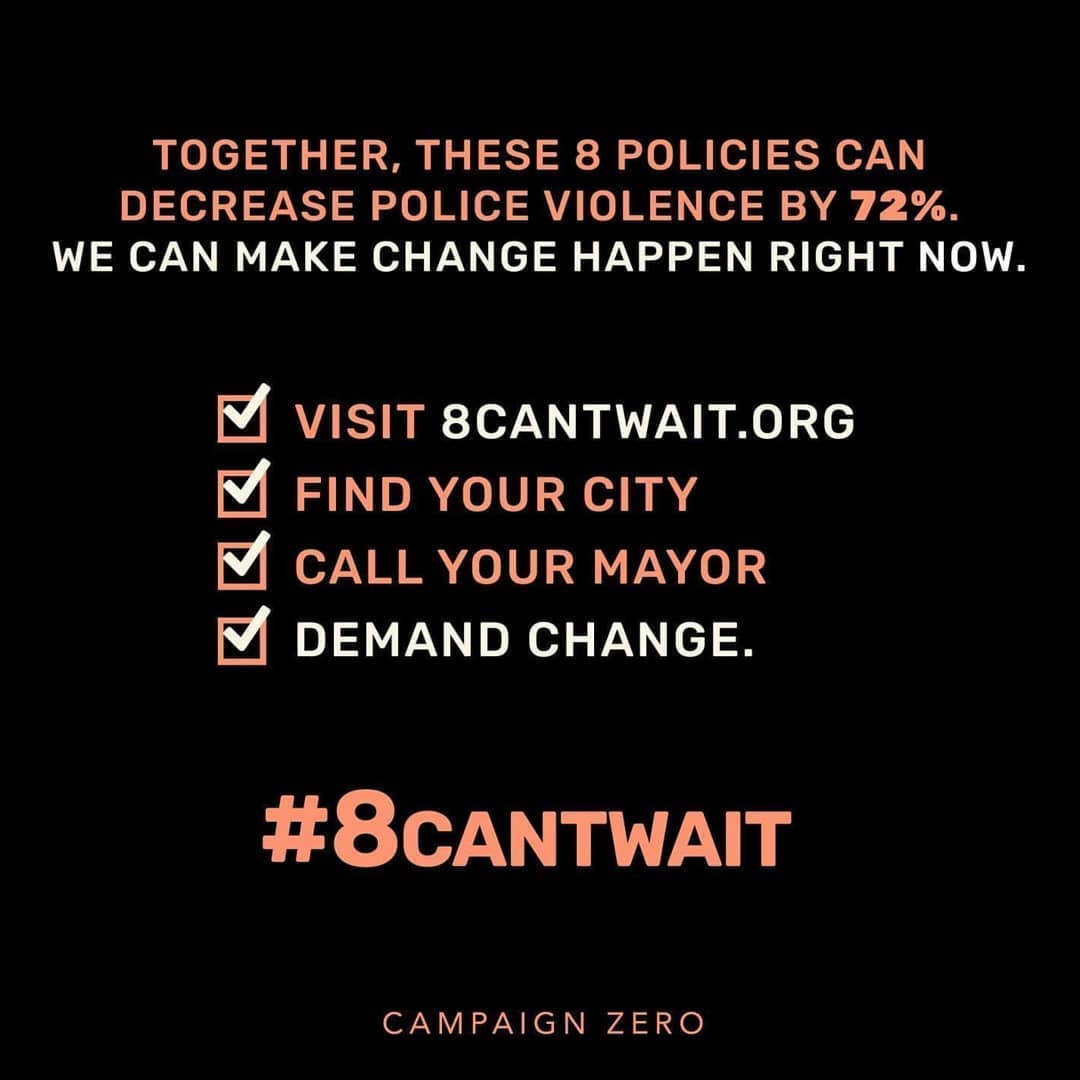 TOGETHER, THESE 8 POLICIES CAN
DECREASE POLICE VIOLENCE BY 72%.
WE CAN MAKE CHANGE HAPPEN RIGHT NOW.
VISIT 8CANTWAIT.ORG
FIND YOUR CITY
CALL YOUR MAYOR
DEMAND CHANGE.
#8CANTWAIT
CAMPAIGN ZERO